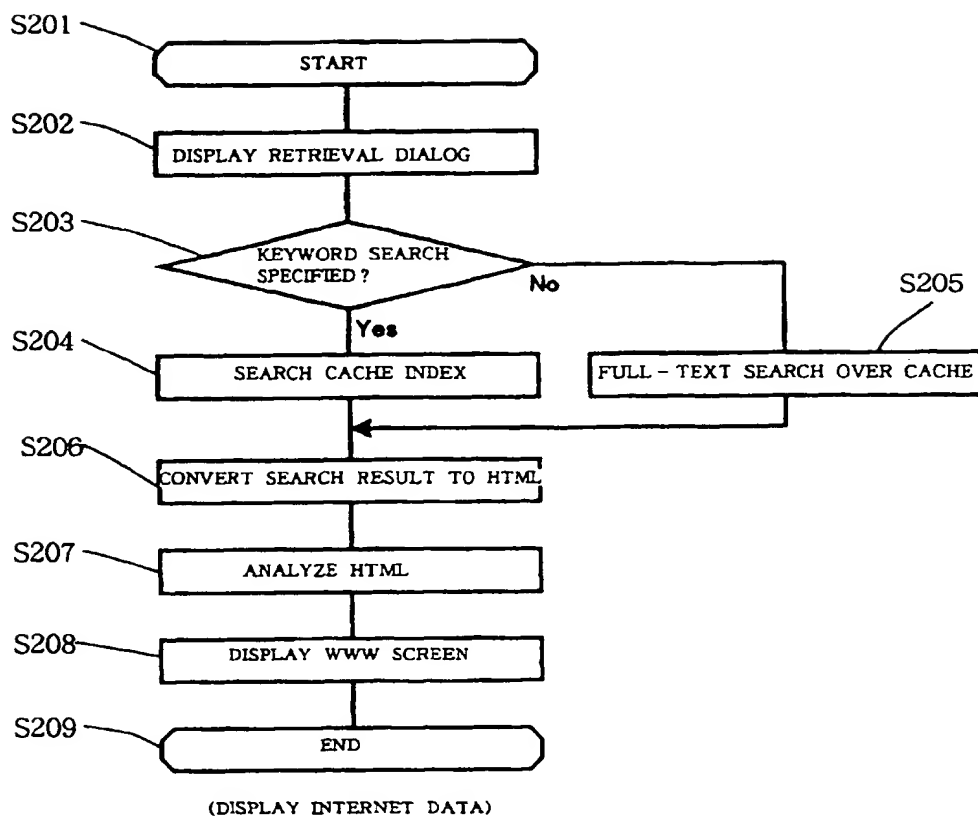 S201
START
S202
DISPLAY RETRIEVAL DIALOG
S203
KEYWORD SEARCH
SPECIFIED ?
No
Yes
S204
SEARCH CACHE INDEX
S205
FULL-TEXT SEARCH OVER CACHE
S206
CONVERT SEARCH RESULT TO HTML
S207
ANALYZE HTML
S208
DISPLAY WWW SCREEN
S209
END
(DISPLAY INTERNET DATA)